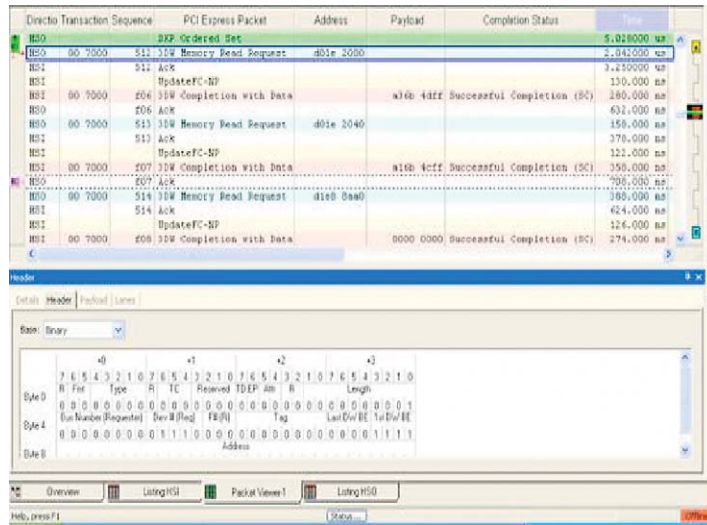 Directio Transaction Sequence PCI Express Packet Address Payload Completion Status Time
HSO SKP Ordered Set 5.028000 us
HSO 00 7000 512 3DW Memory Read Request d01e 2000 2.042000 us
HSI 512 Ack 3.250000 us
HSI UpdateFC-NP 130.000 ns
HSI 00 7000 f06 3DW Completion with Data a36b 4dff Successful Completion (SC) 280.000 ns
HSO f06 Ack 632.000 ns
HSO 00 7000 513 3DW Memory Read Request d01e 2040 158.000 ns
HSI 513 Ack 378.000 ns
HSI UpdateFC-NP 122.000 ns
HSI 00 7000 f07 3DW Completion with Data a16b 4cff Successful Completion (SC) 358.000 ns
HSO f07 Ack 708.000 ns
HSO 00 7000 514 3DW Memory Read Request d1e8 8aa0 388.000 ns
HSI 514 Ack 624.000 ns
HSI UpdateFC-NP 126.000 ns
HSI 00 7000 f08 3DW Completion with Data 0000 0000 Successful Completion (SC) 274.000 ns
Header
Details Header Payload Lanes
Base: Binary
+0 +1 +2 +3
7 6 5 4 3 2 1 0 7 6 5 4 3 2 1 0 7 6 5 4 3 2 1 0 7 6 5 4 3 2 1 0
R Fmt Type R TC Reserved TD EP Attr R Length
Byte 0 0 0 0 0 0 0 0 0 0 0 0 0 0 0 0 0 0 0 0 0 0 0 0 0 0 0 0 0 0 0 0 1
Bus Number (Requester) Dev # (Req) F# (R) Tag Last DW BE 1st DW BE
Byte 4 0 0 0 0 0 0 0 0 0 1 1 1 0 0 0 0 0 0 0 0 0 0 0 0 0 0 0 0 1 1 1 1
Address
Byte 8
Overview Listing HSI Packet Viewer-1 Listing HSO
Help, press F1 Status... Offline